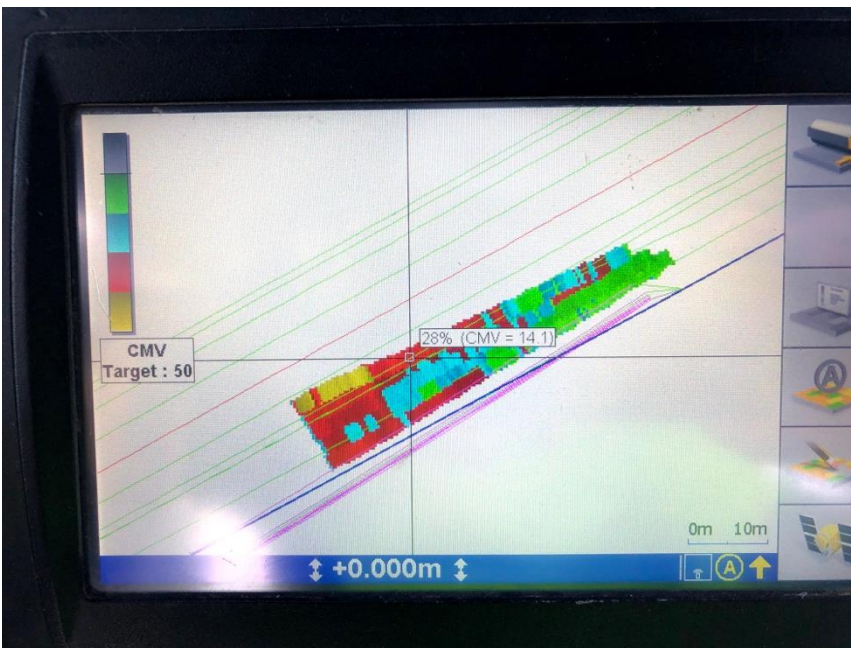 28% (CMV = 14.1)
CMV
Target : 50
0m 10m
+0.000m
A
A